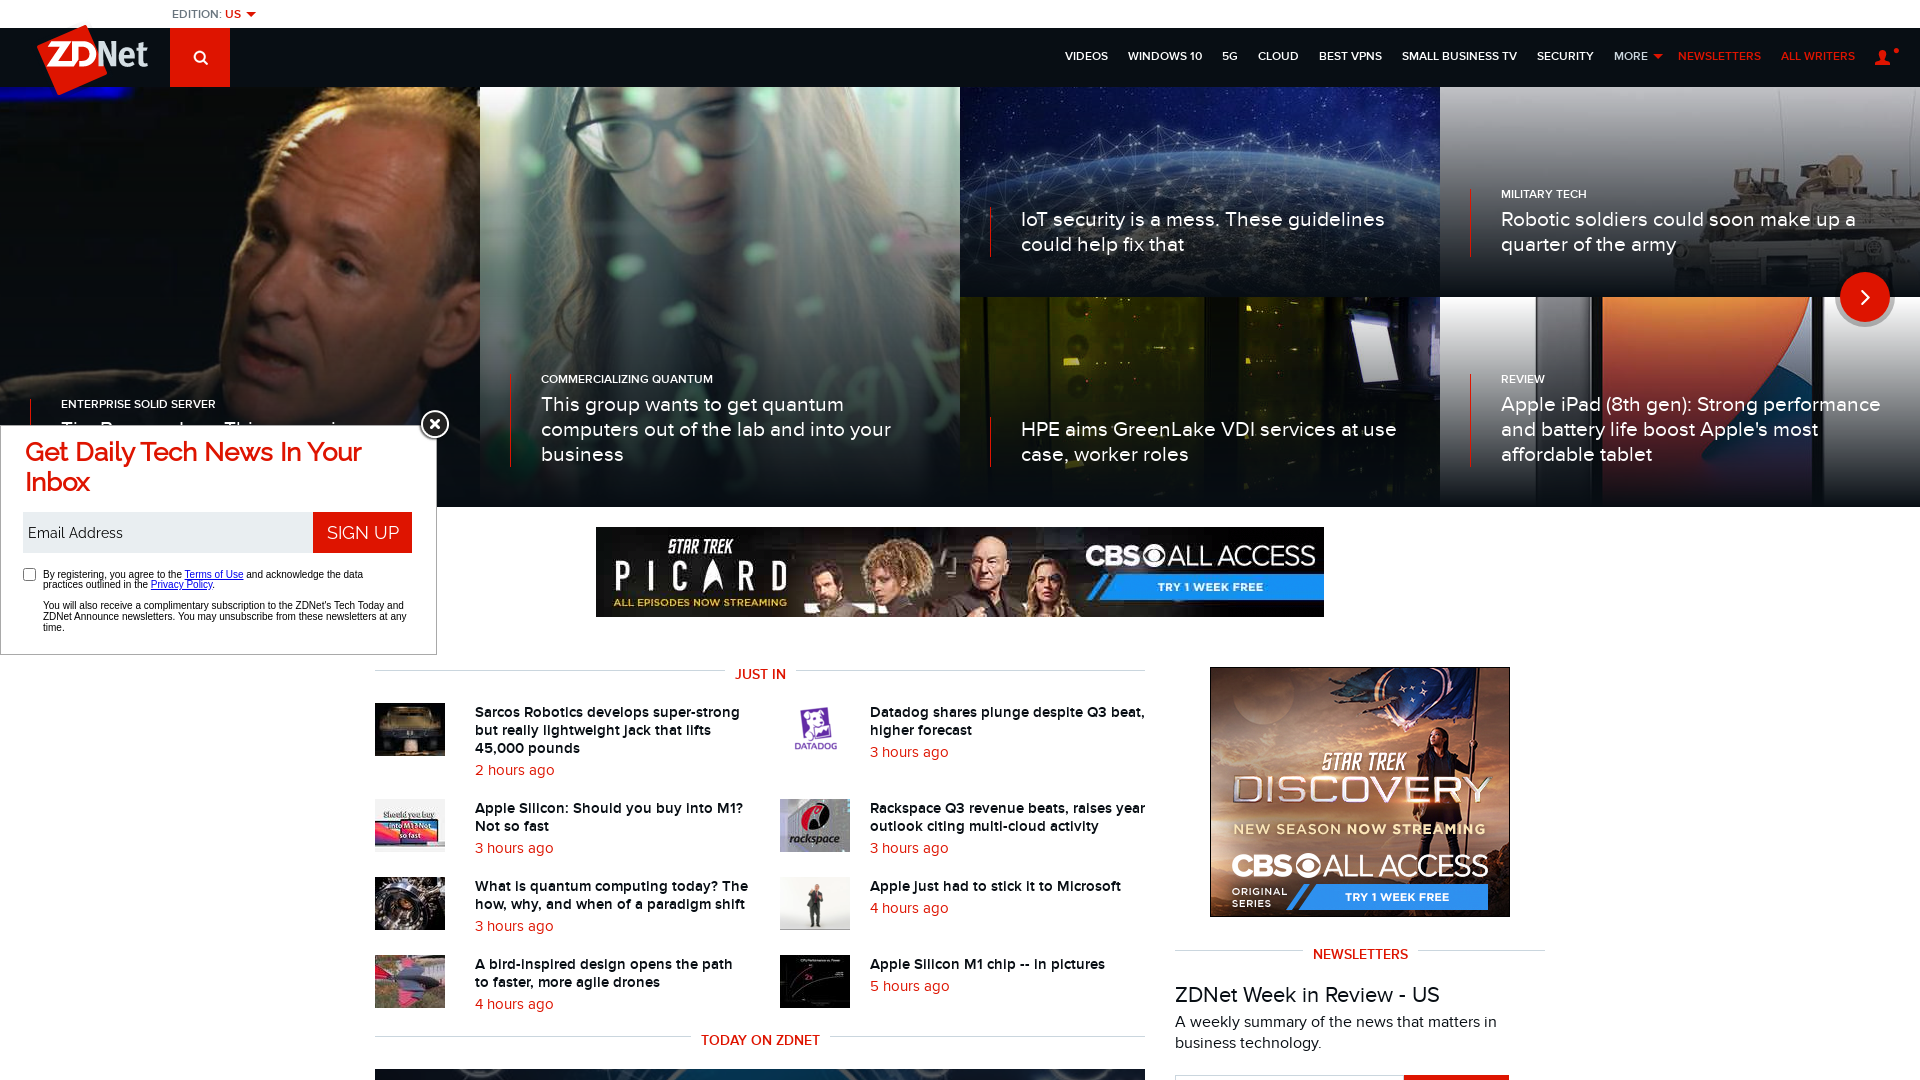 EDITION: US
ZDNet
VIDEOS
WINDOWS 10
5G
CLOUD
BEST VPNS
SMALL BUSINESS TV
SECURITY
MORE
NEWSLETTERS
ALL WRITERS
ENTERPRISE SOLID SERVER
COMMERCIALIZING QUANTUM
This group wants to get quantum
computers out of the lab and into your
business
IoT security is a mess. These guidelines
could help fix that
MILITARY TECH
Robotic soldiers could soon make up a
quarter of the army
HPE aims GreenLake VDI services at use
case, worker roles
REVIEW
Apple iPad (8th gen): Strong performance
and battery life boost Apple's most
affordable tablet
Get Daily Tech News In Your
Inbox
Email Address
SIGN UP
By registering, you agree to the Terms of Use and acknowledge the data
practices outlined in the Privacy Policy.
You will also receive a complimentary subscription to the ZDNet's Tech Today and
ZDNet Announce newsletters. You may unsubscribe from these newsletters at any
time.
STAR TREK
PICARD
ALL EPISODES NOW STREAMING
CBS ALL ACCESS
TRY 1 WEEK FREE
JUST IN
Sarcos Robotics develops super-strong
but really lightweight jack that lifts
45,000 pounds
2 hours ago
DATADOG
Datadog shares plunge despite Q3 beat,
higher forecast
3 hours ago
Should you buy
into M1? Not
so fast
Apple Silicon: Should you buy into M1?
Not so fast
3 hours ago
rackspace
Rackspace Q3 revenue beats, raises year
outlook citing multi-cloud activity
3 hours ago
What is quantum computing today? The
how, why, and when of a paradigm shift
3 hours ago
Apple just had to stick it to Microsoft
4 hours ago
A bird-inspired design opens the path
to faster, more agile drones
4 hours ago
2x
Apple Silicon M1 chip -- in pictures
5 hours ago
TODAY ON ZDNET
STAR TREK
DISCOVERY
NEW SEASON NOW STREAMING
CBS ALL ACCESS
ORIGINAL
SERIES
TRY 1 WEEK FREE
NEWSLETTERS
ZDNet Week in Review - US
A weekly summary of the news that matters in
business technology.